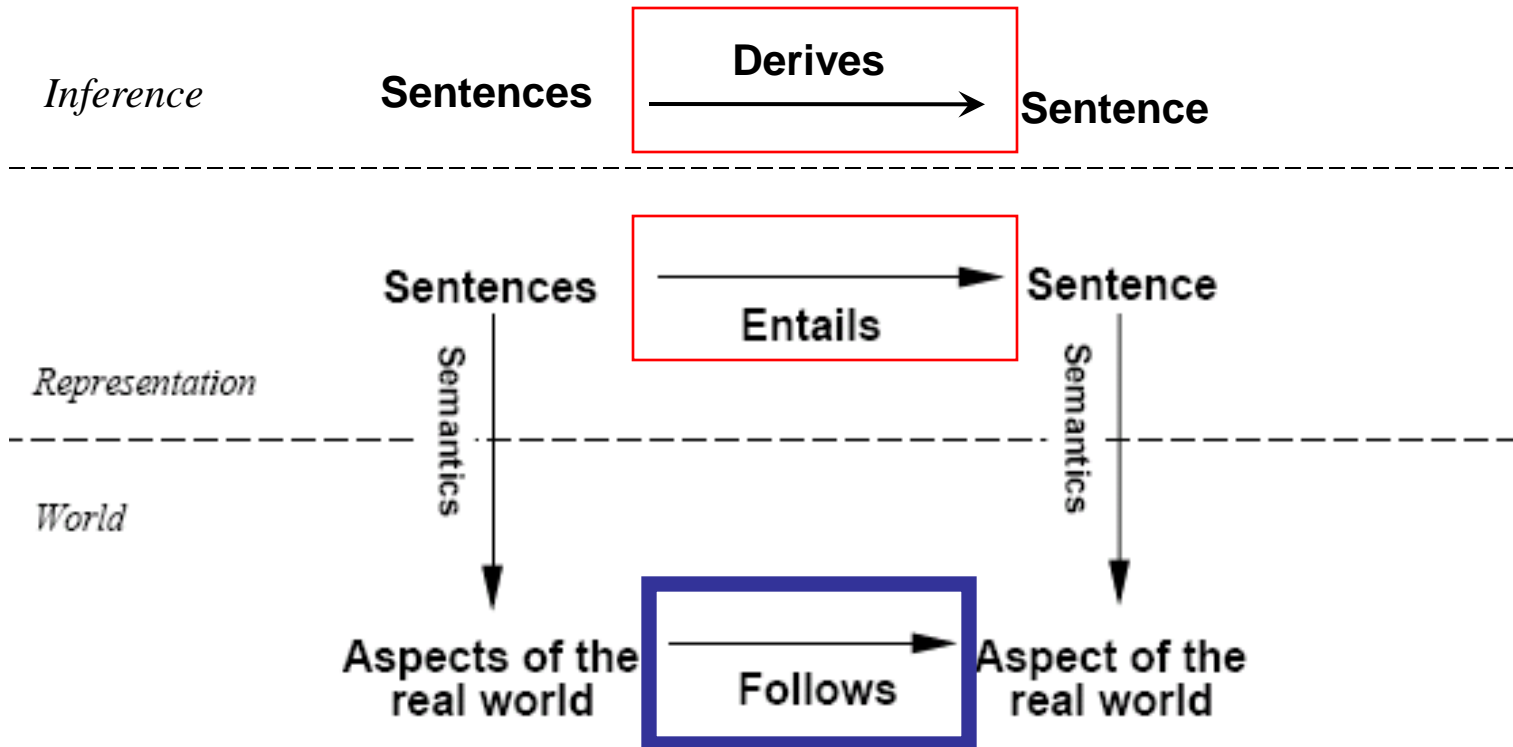 Inference
Sentences
Derives
Sentence
Sentences
Entails
Sentence
Representation
Semantics
Semantics
World
Aspects of the
real world
Follows
Aspect of the
real world